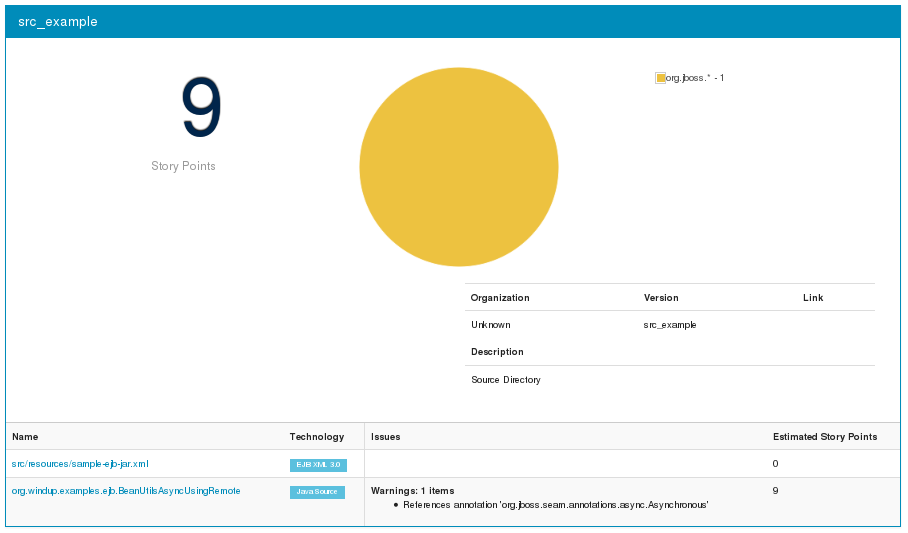 src_example
9
Story Points
org.jboss.* - 1
Organization Version Link
Unknown src_example
Description
Source Directory
Name Technology Issues Estimated Story Points
src/resources/sample-ejb-jar.xml EJB XML 3.0 0
org.windup.examples.ejb.BeanUtilsAsyncUsingRemote Java Source Warnings: 1 items 9
References annotation 'org.jboss.seam.annotations.async.Asynchronous'